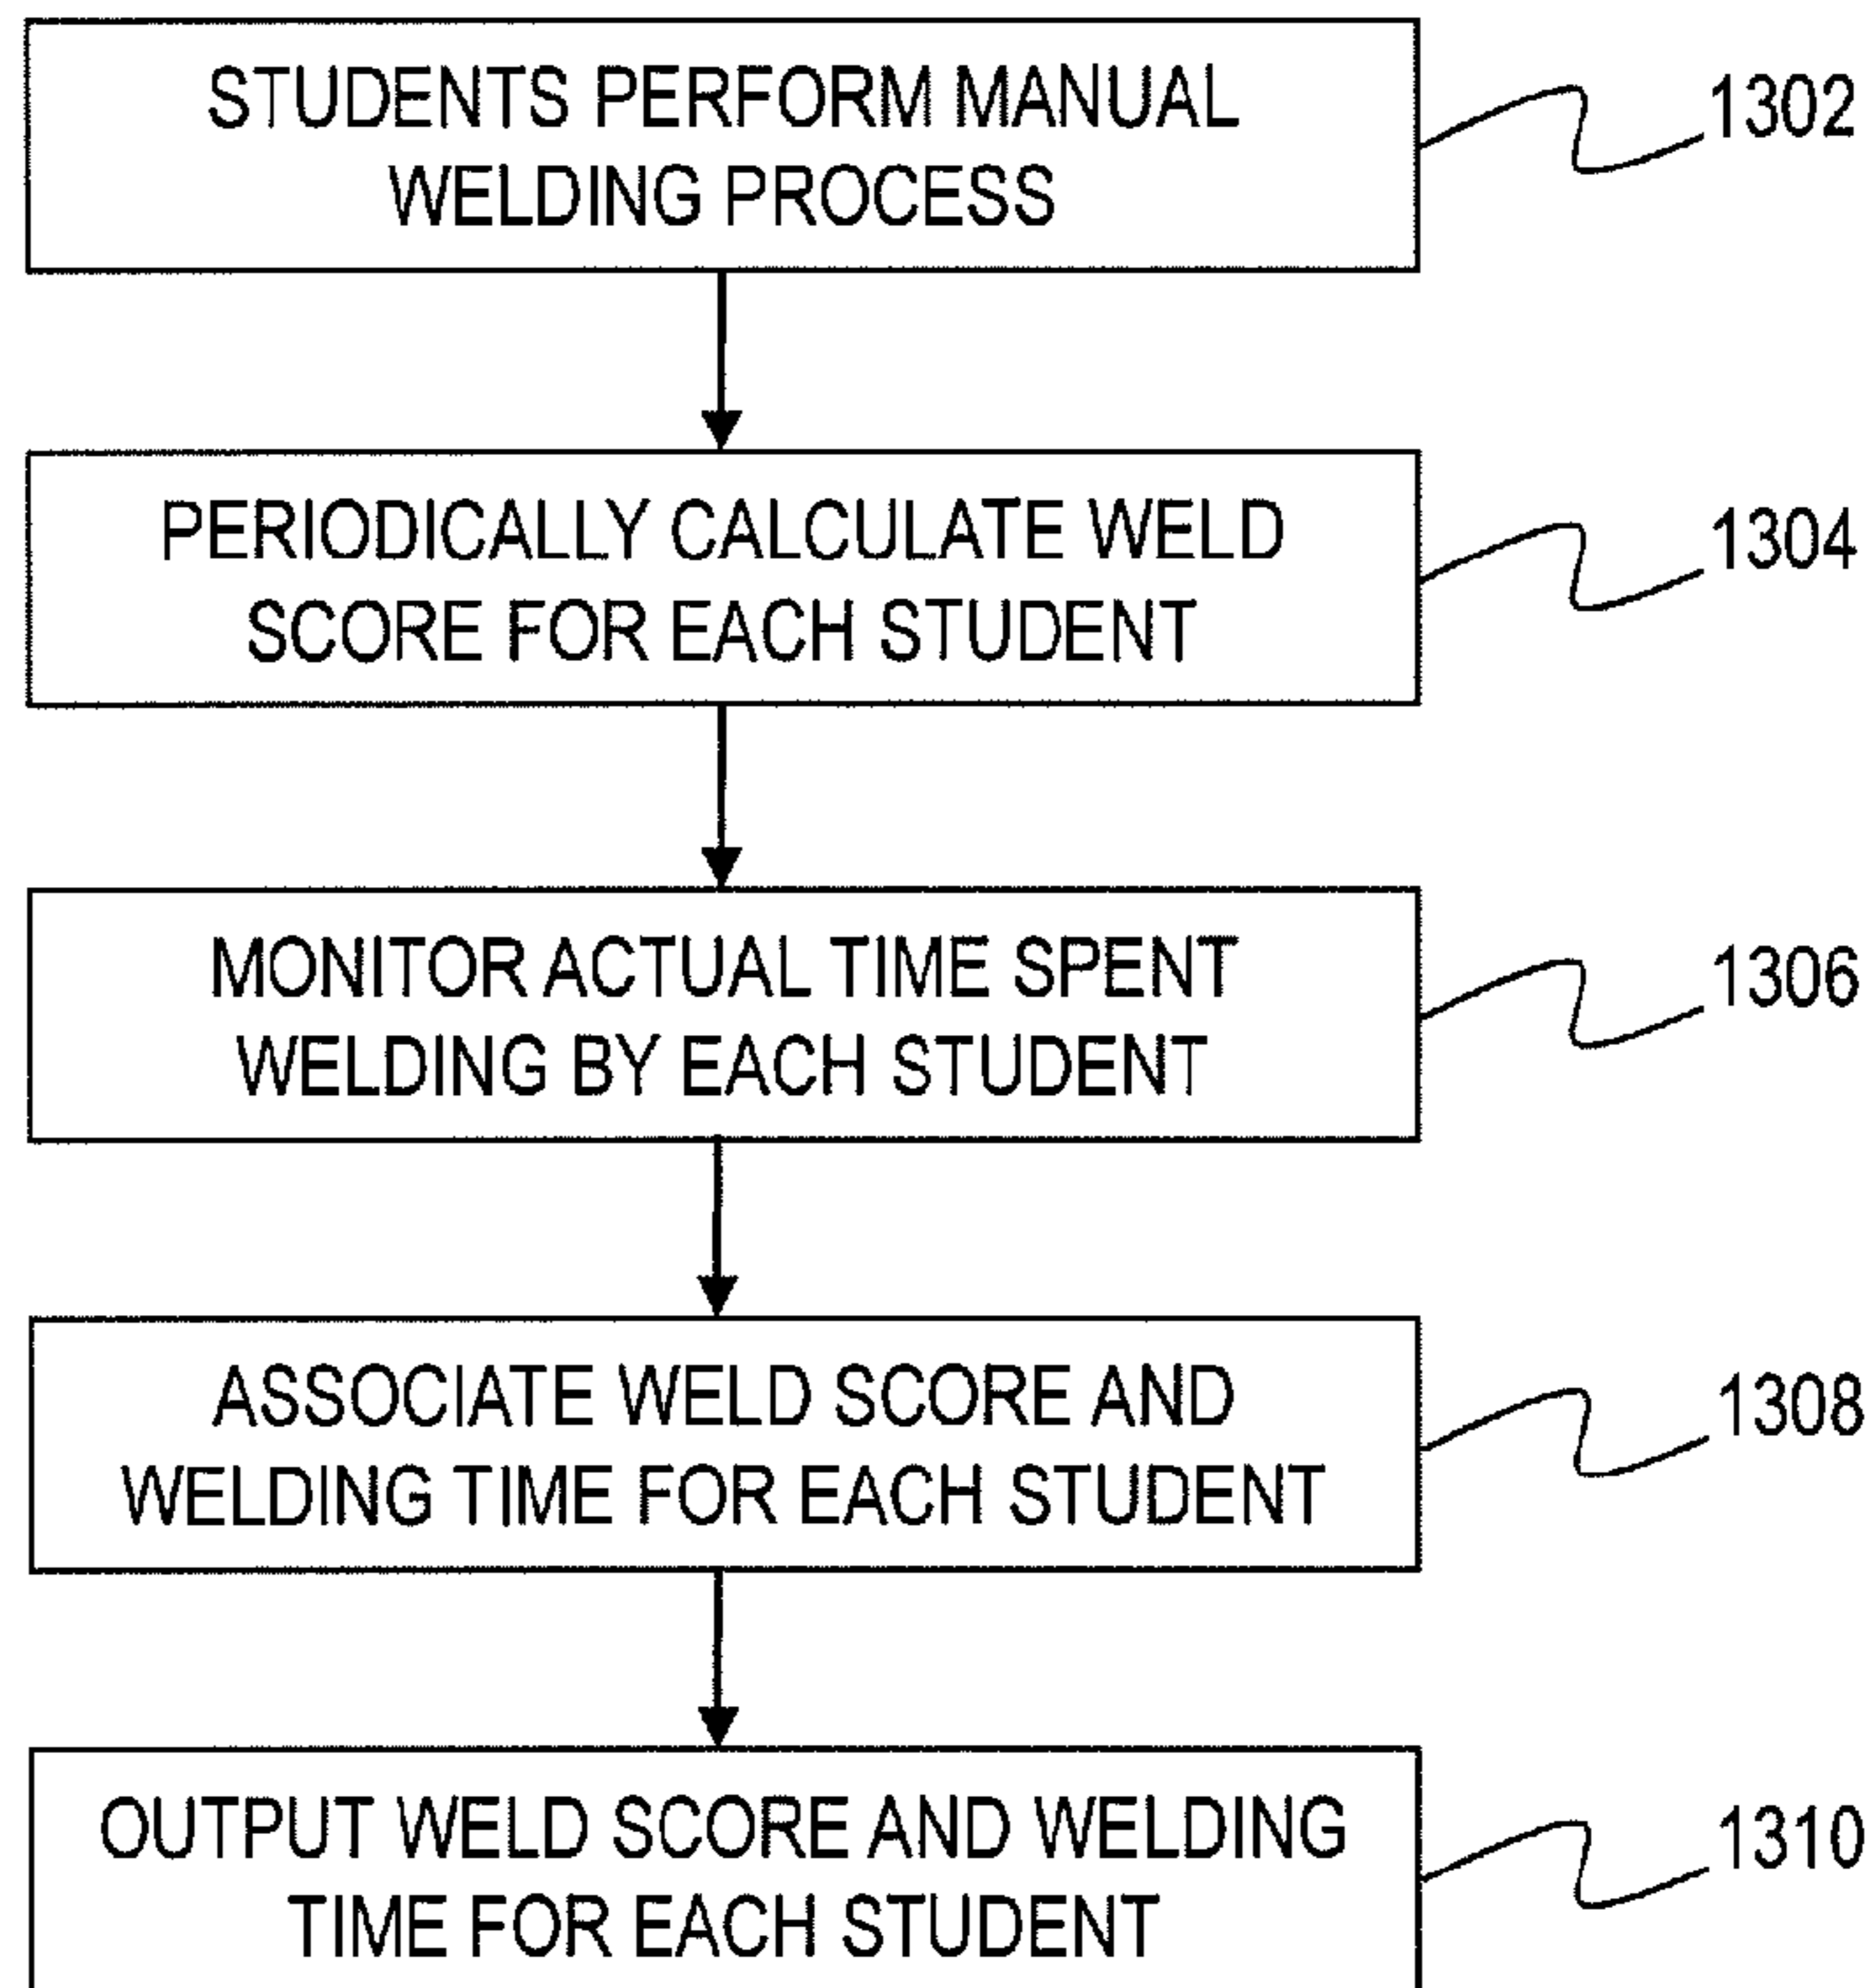 STUDENTS PERFORM MANUAL
WELDING PROCESS
1302
PERIODICALLY CALCULATE WELD
SCORE FOR EACH STUDENT
1304
MONITOR ACTUAL TIME SPENT
WELDING BY EACH STUDENT
1306
ASSOCIATE WELD SCORE AND
WELDING TIME FOR EACH STUDENT
1308
OUTPUT WELD SCORE AND WELDING
TIME FOR EACH STUDENT
1310